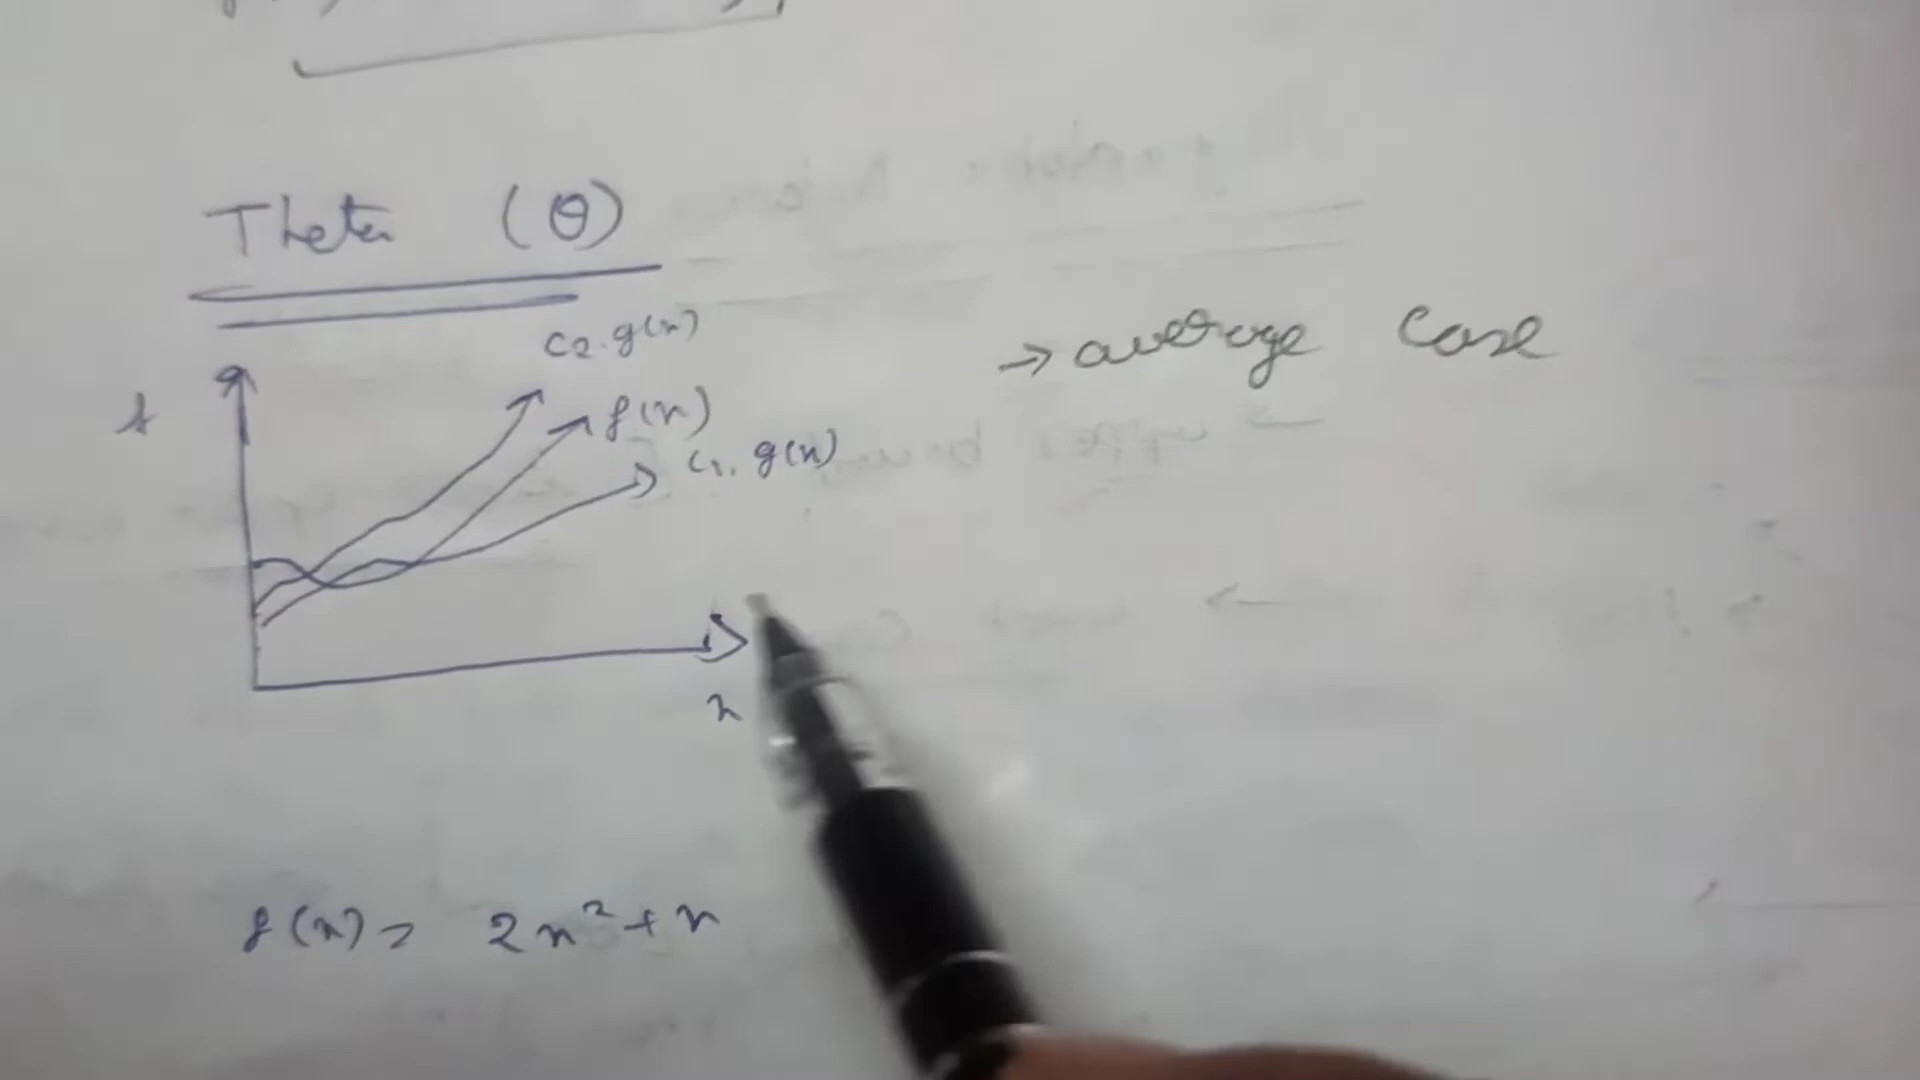 Theta (θ)
c2.g(n)
→ average case
t
f(n)
c1.g(n)
n
f(n) = 2n²+n